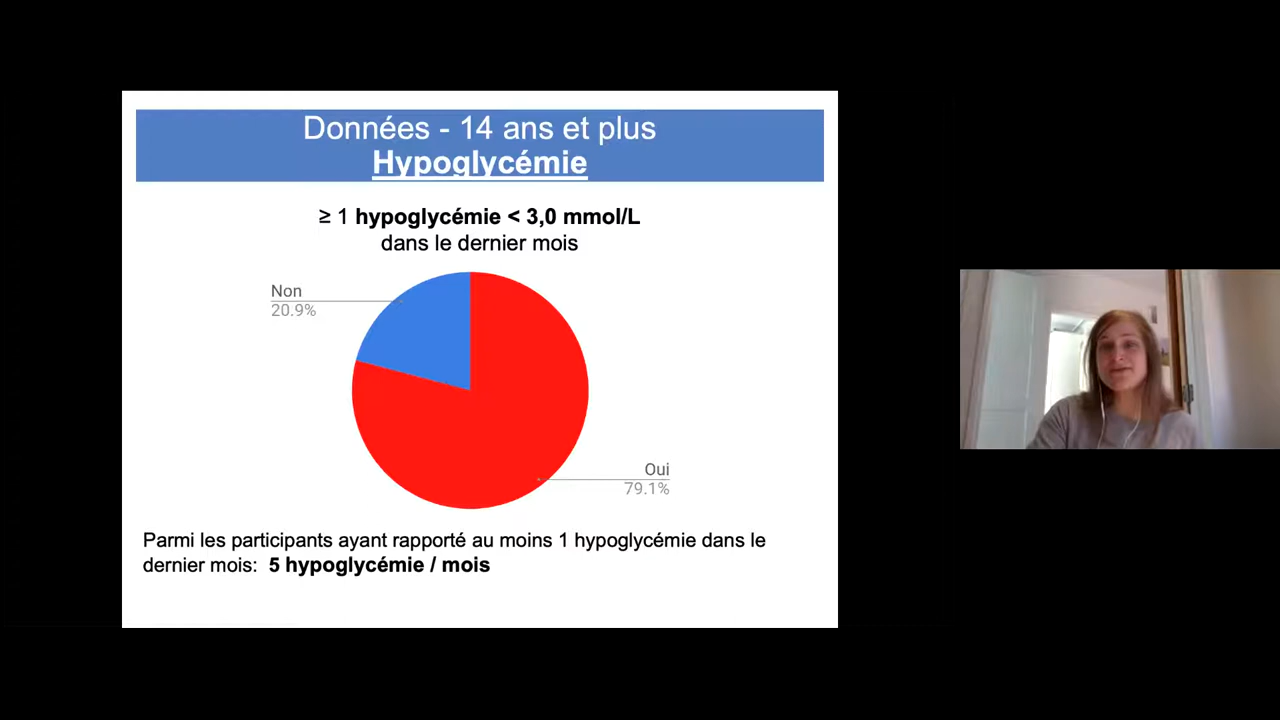 Données - 14 ans et plus
Hypoglycémie
≥ 1 hypoglycémie < 3,0 mmol/L
dans le dernier mois
Non
20.9%
Oui
79.1%
Parmi les participants ayant rapporté au moins 1 hypoglycémie dans le
dernier mois: 5 hypoglycémie / mois